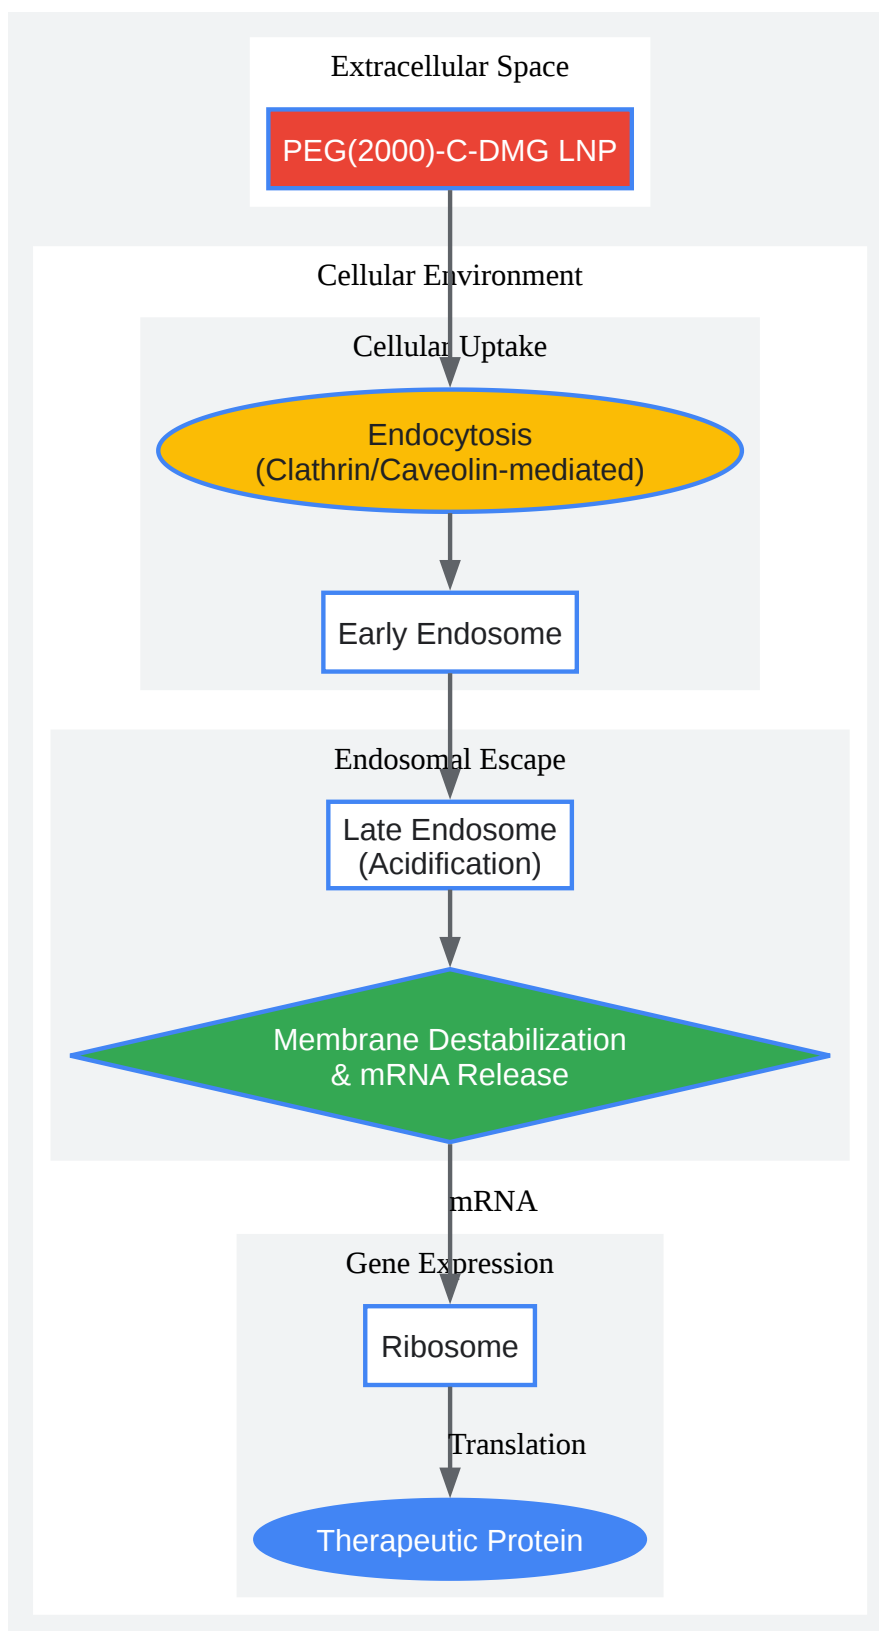 Extracellular Space
PEG(2000)-C-DMG LNP
Cellular Environment
Cellular Uptake
Endocytosis
(Clathrin/Caveolin-mediated)
Early Endosome
Endosomal Escape
Late Endosome
(Acidification)
Membrane Destabilization
& mRNA Release
mRNA
Gene Expression
Ribosome
Translation
Therapeutic Protein